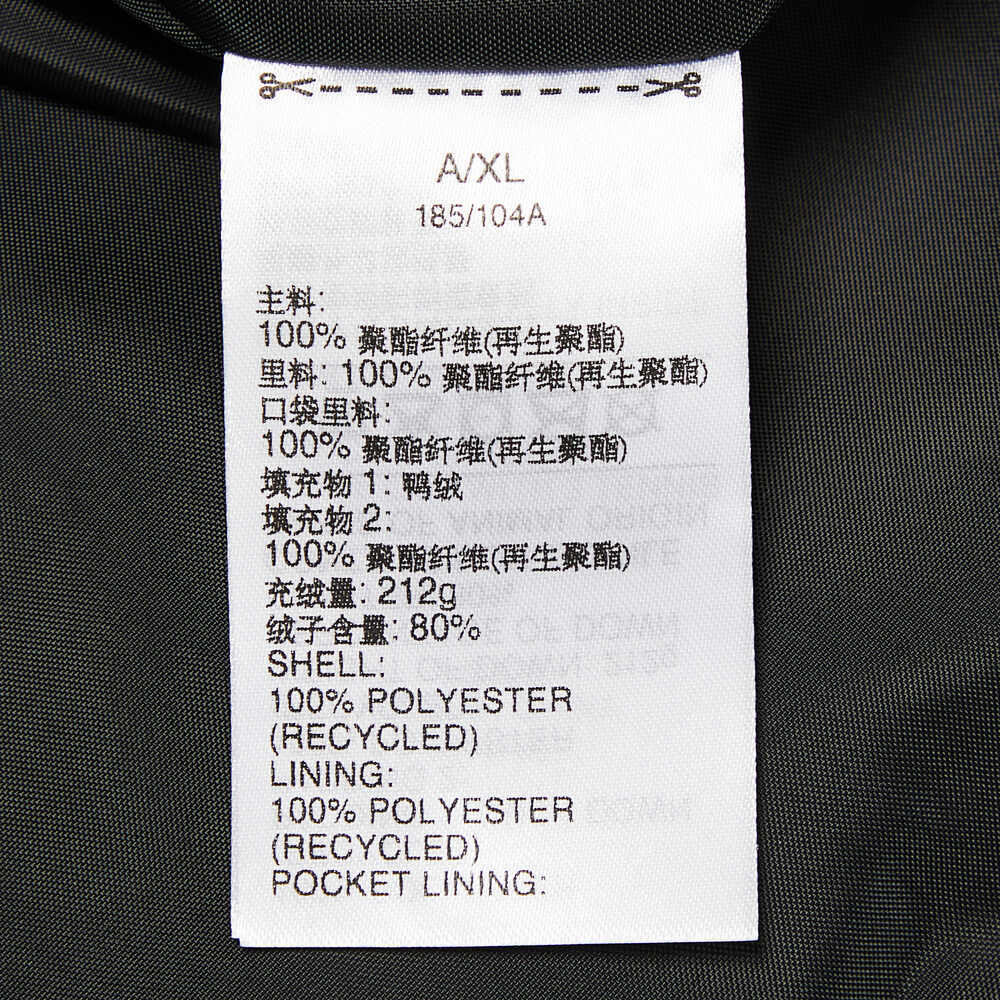 A/XL
185/104A
主料:
100% 聚酯纤维(再生聚酯)
里料: 100% 聚酯纤维(再生聚酯)
口袋里料:
100% 聚酯纤维(再生聚酯)
填充物 1: 鸭绒
填充物 2:
100% 聚酯纤维(再生聚酯)
充绒量: 212g
绒子含量: 80%
SHELL:
100% POLYESTER
(RECYCLED)
LINING:
100% POLYESTER
(RECYCLED)
POCKET LINING: